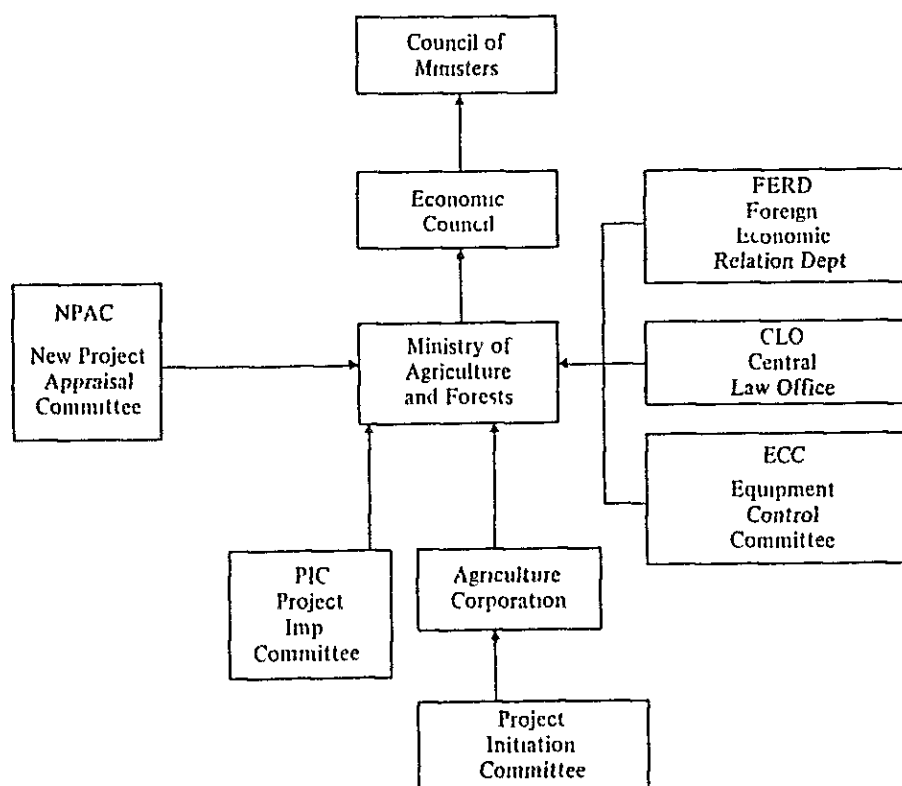 Council of
Ministers
Economic
Council
FERD
Foreign
Economic
Relation Dept
NPAC
New Project
Appraisal
Committee
Ministry of
Agriculture
and Forests
CLO
Central
Law Office
ECC
Equipment
Control
Committee
PIC
Project
Imp
Committee
Agriculture
Corporation
Project
Initiation
Committee